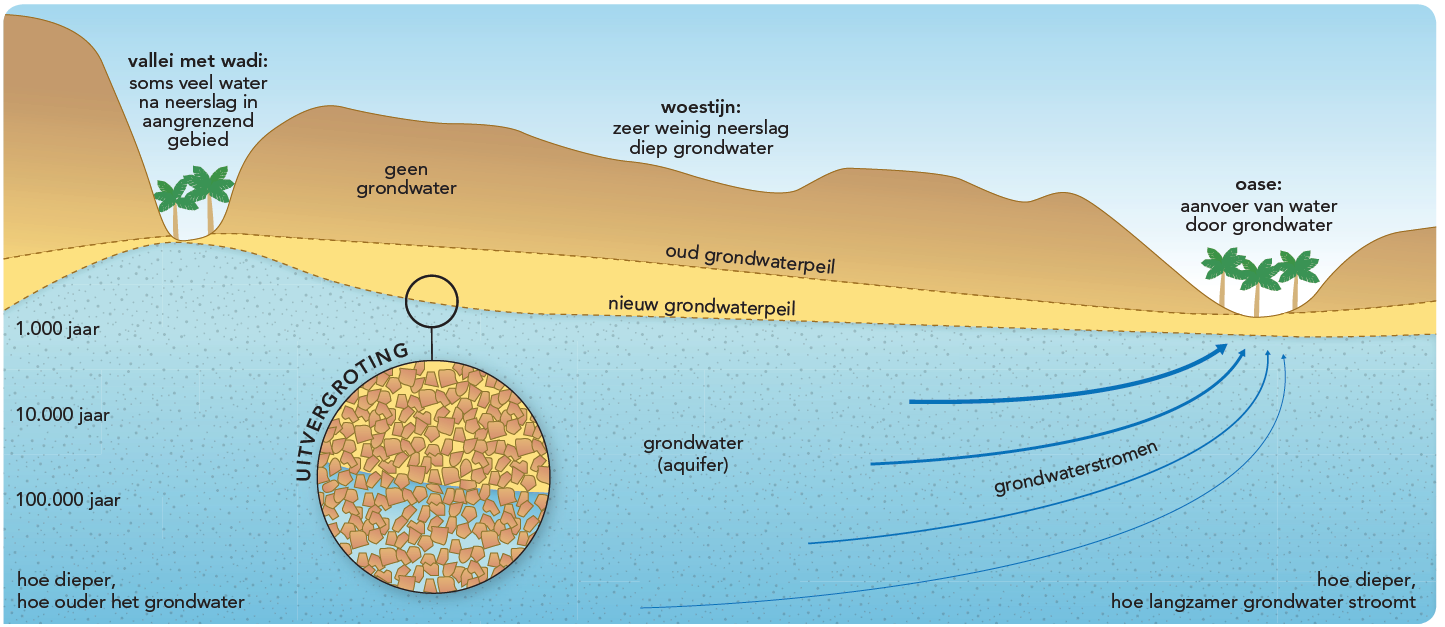 vallei met wadi:
soms veel water
na neerslag in
aangrenzend
gebied
woestijn:
zeer weinig neerslag
diep grondwater
geen
grondwater
oase:
aanvoer van water
door grondwater
oud grondwaterpeil
nieuw grondwaterpeil
1.000 jaar
UITVERGROTING
10.000 jaar
grondwater
(aquifer)
grondwaterstromen
100.000 jaar
hoe dieper,
hoe ouder het grondwater
hoe dieper,
hoe langzamer grondwater stroomt